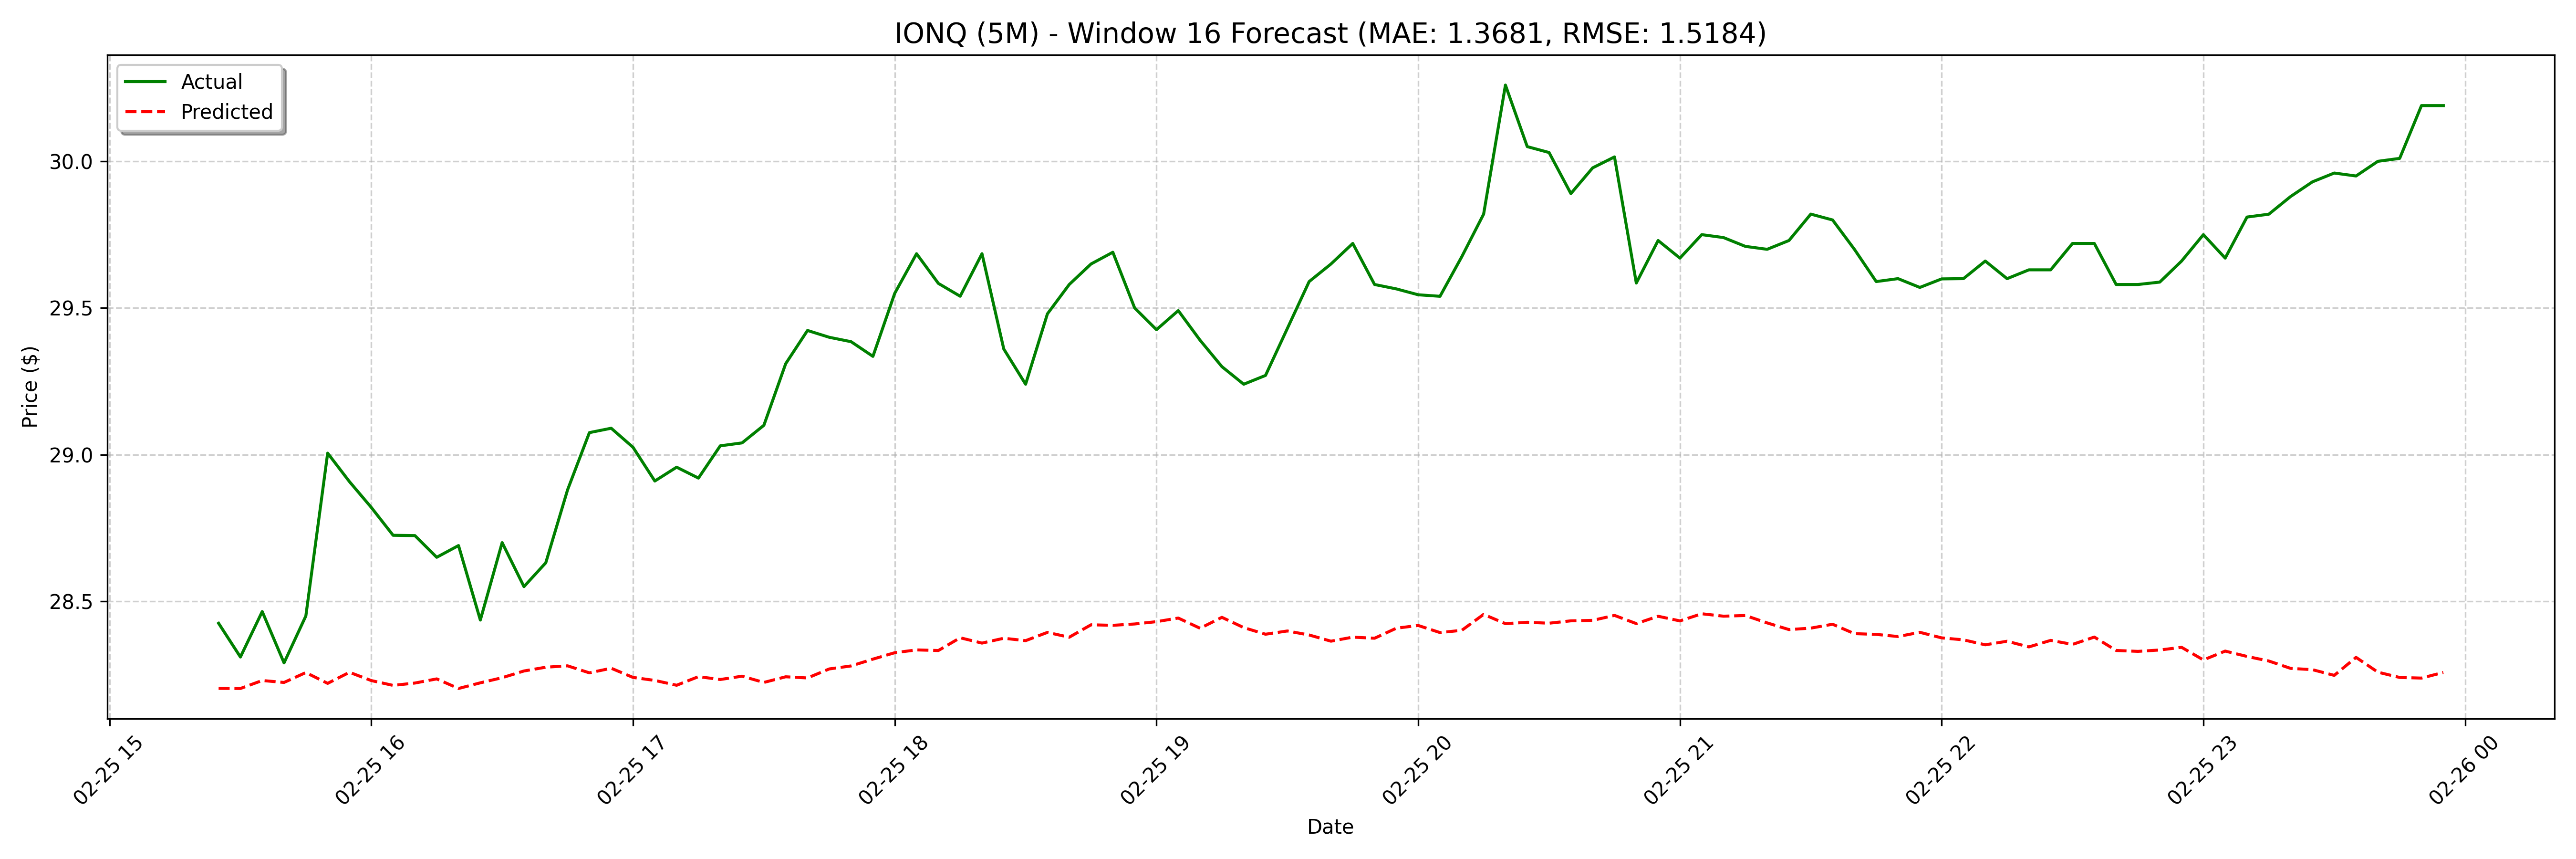 IONQ (5M) - Window 16 Forecast (MAE: 1.3681, RMSE: 1.5184)
Actual
Predicted
Price ($)
30.0
29.5
29.0
28.5
02-25 15
02-25 16
02-25 17
02-25 18
02-25 19
02-25 20
02-25 21
02-25 22
02-25 23
02-26 00
Date